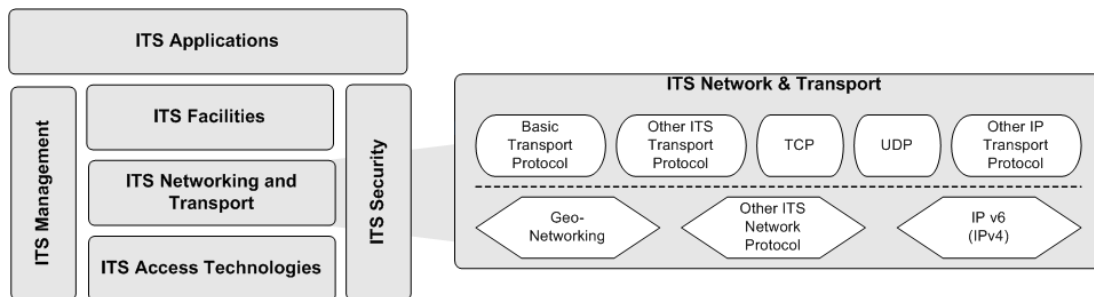 ITS Applications
ITS Management
ITS Facilities
ITS Networking and
Transport
ITS Access Technologies
ITS Security
ITS Network & Transport
Basic
Transport
Protocol
Other ITS
Transport
Protocol
TCP
UDP
Other IP
Transport
Protocol
Geo-
Networking
Other ITS
Network
Protocol
IP v6
(IPv4)